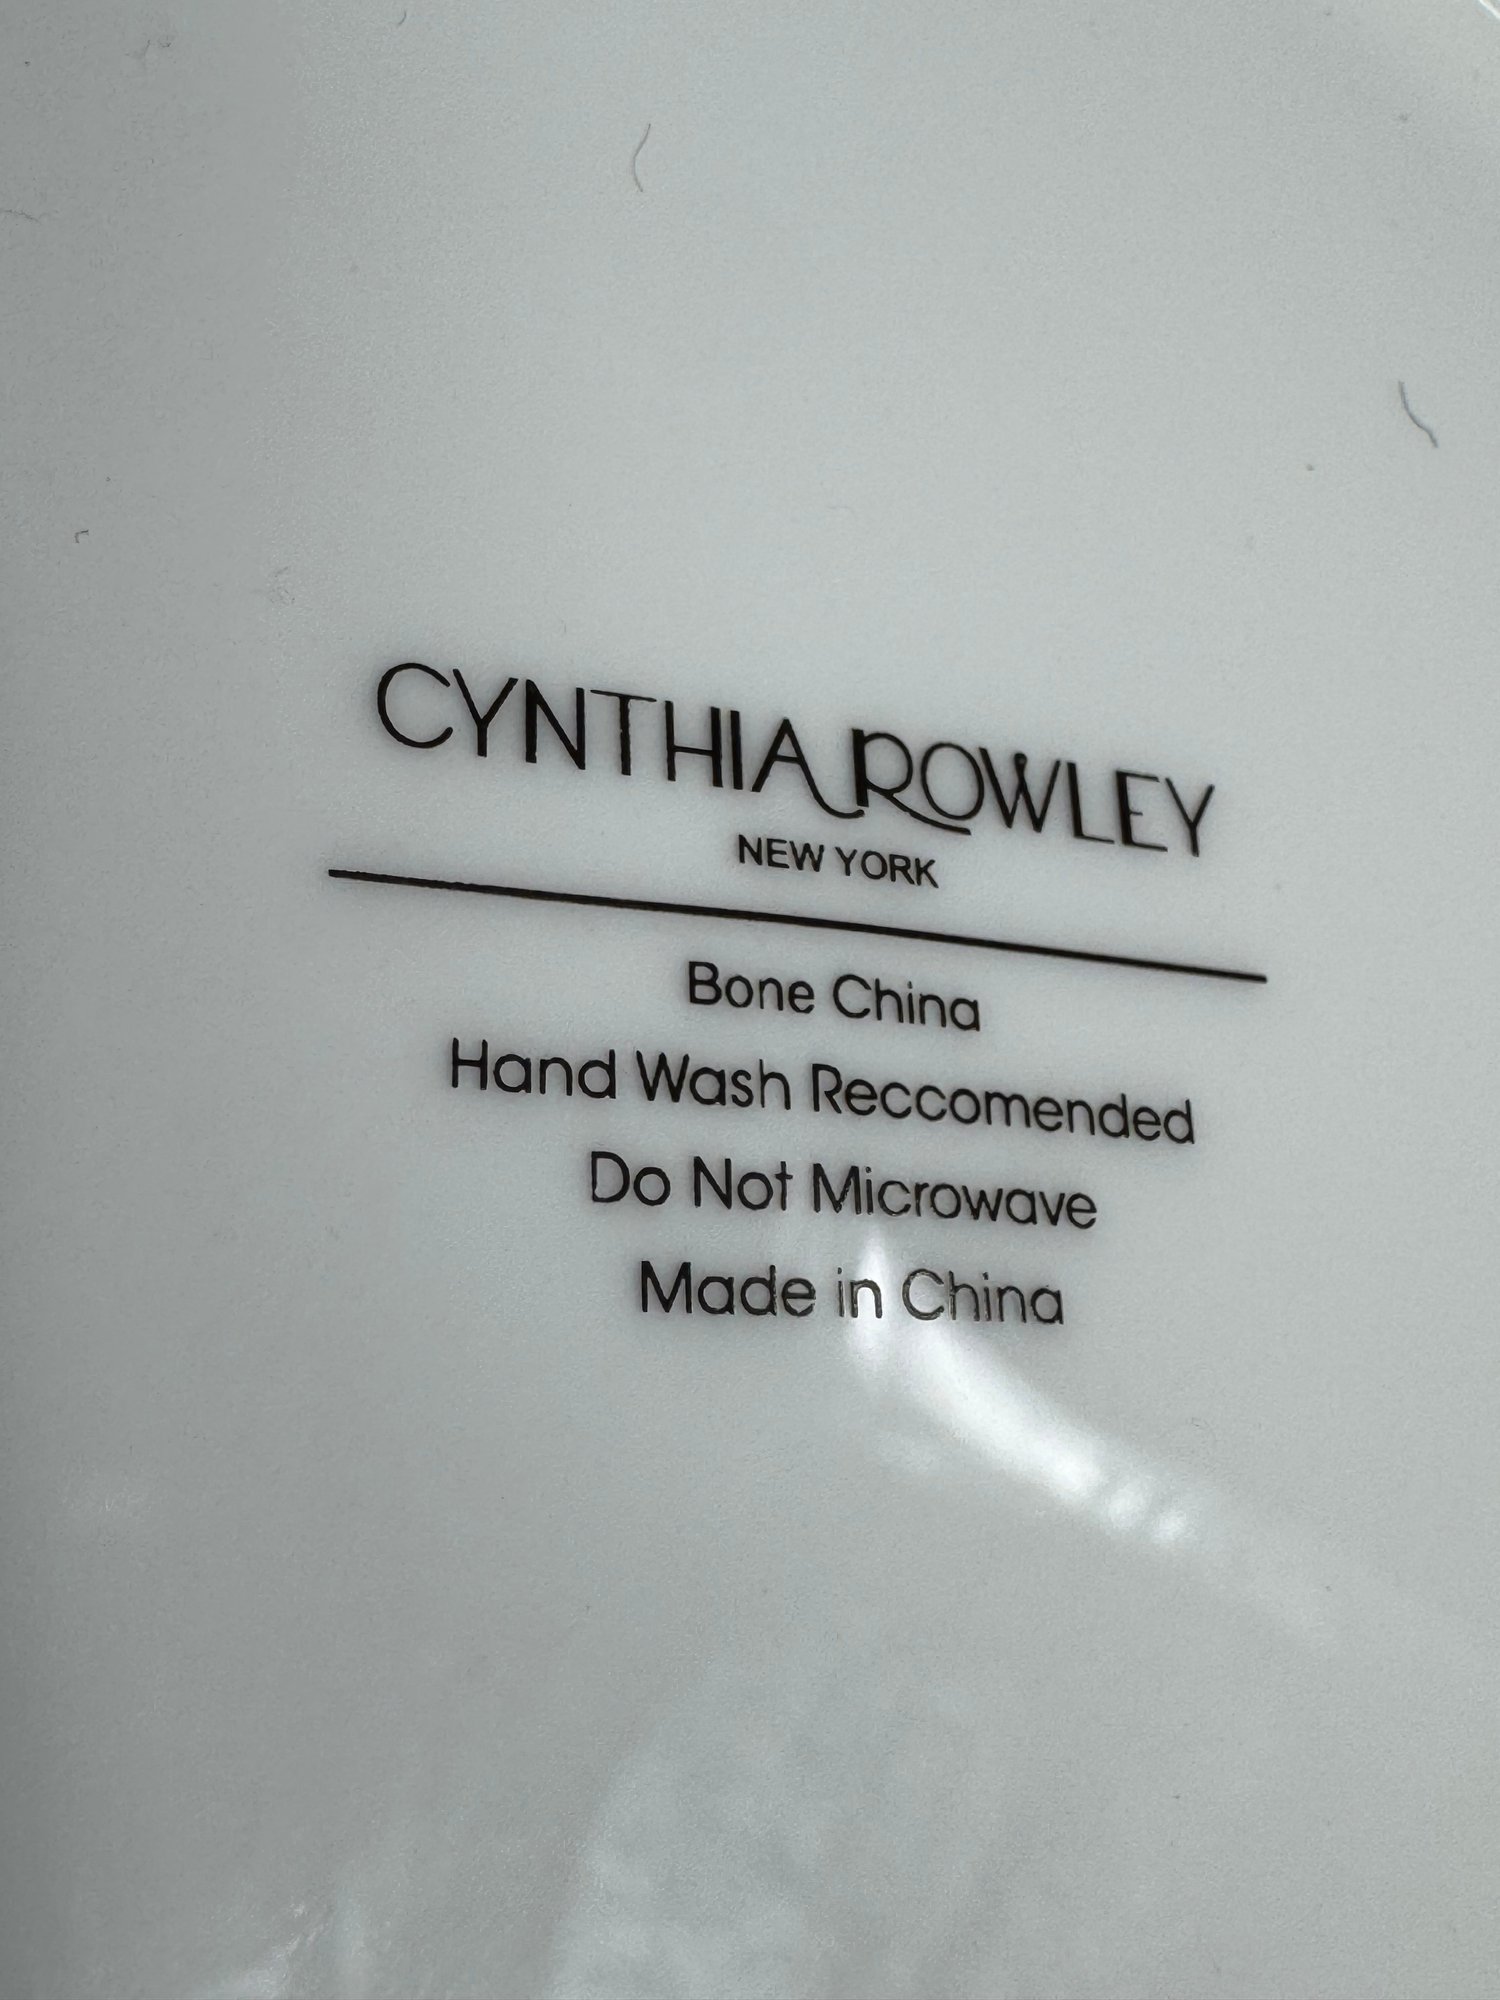 CYNTHIA ROWLEY
NEW YORK
Bone China
Hand Wash Reccomended
Do Not Microwave
Made in China